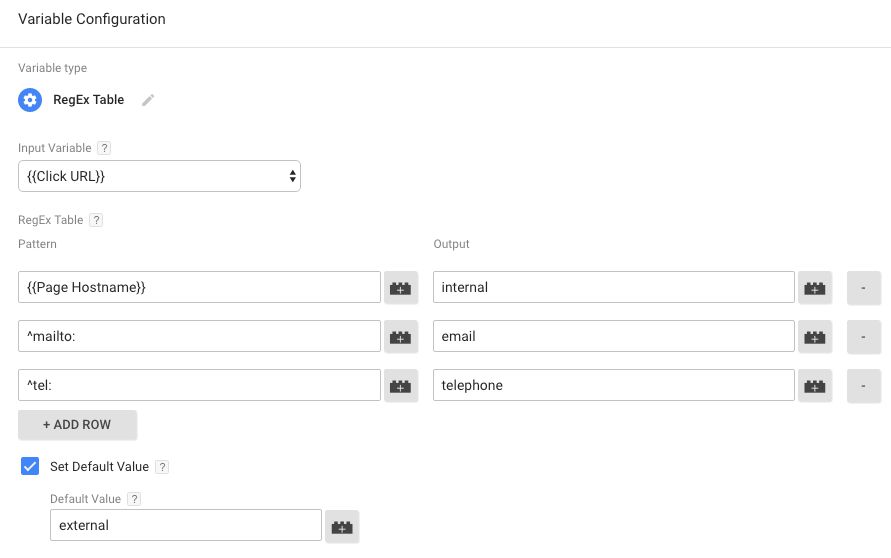 Variable Configuration
Variable type
RegEx Table
Input Variable ?
{{Click URL}}
RegEx Table ?
Pattern Output
{{Page Hostname}} internal -
^mailto: email -
^tel: telephone -
+ ADD ROW
Set Default Value ?
Default Value ?
external